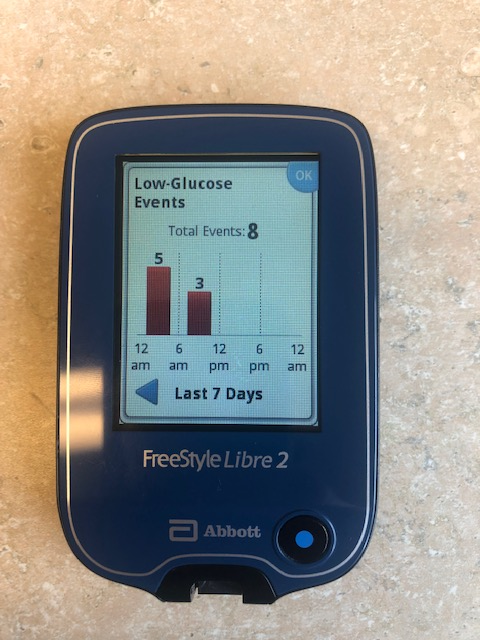 OK
Low-Glucose
Events
Total Events: 8
5
3
12 6 12 6 12
am am pm pm am
Last 7 Days
FreeStyle Libre 2
Abbott